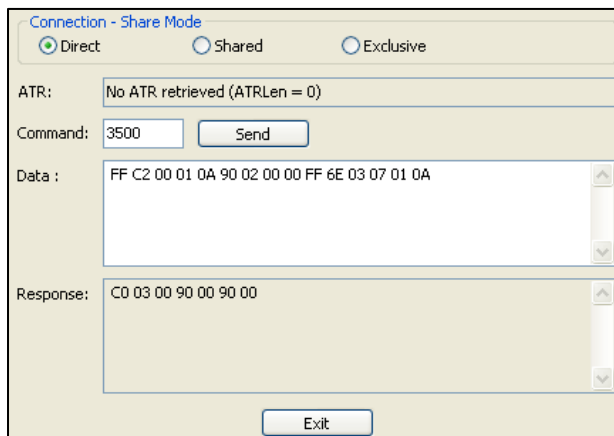 Connection - Share Mode
Direct Shared Exclusive
ATR: No ATR retrieved (ATRLen = 0)
Command: 3500 Send
Data : FF C2 00 01 0A 90 02 00 00 FF 6E 03 07 01 0A
Response: C0 03 00 90 00 90 00
Exit